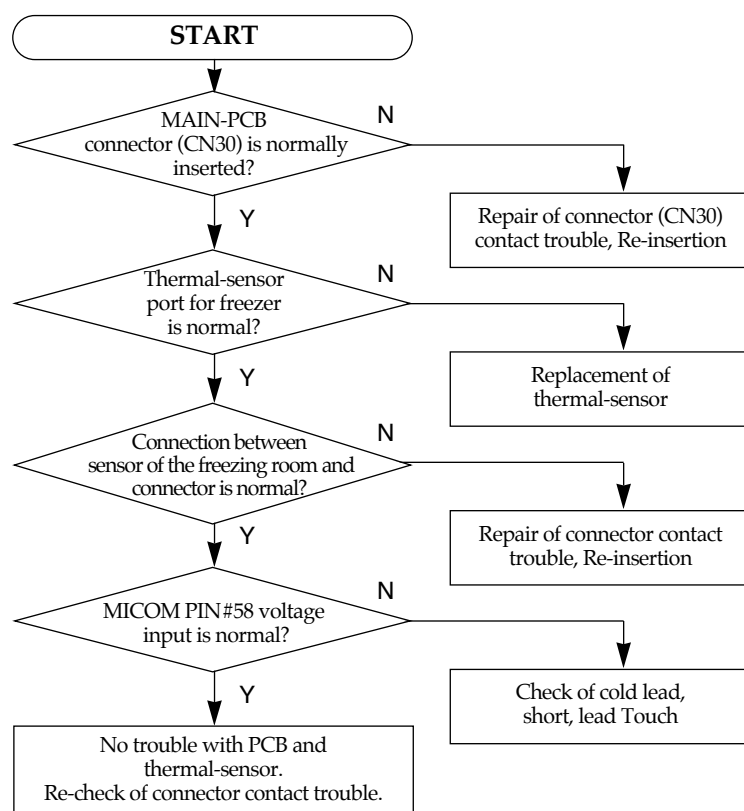 START
MAIN-PCB
connector (CN30) is normally
inserted?
N
Y
Repair of connector (CN30)
contact trouble, Re-insertion
Thermal-sensor
port for freezer
is normal?
N
Y
Replacement of
thermal-sensor
Connection between
sensor of the freezing room and
connector is normal?
N
Y
Repair of connector contact
trouble, Re-insertion
MICOM PIN#58 voltage
input is normal?
N
Y
Check of cold lead,
short, lead Touch
No trouble with PCB and
thermal-sensor.
Re-check of connector contact trouble.